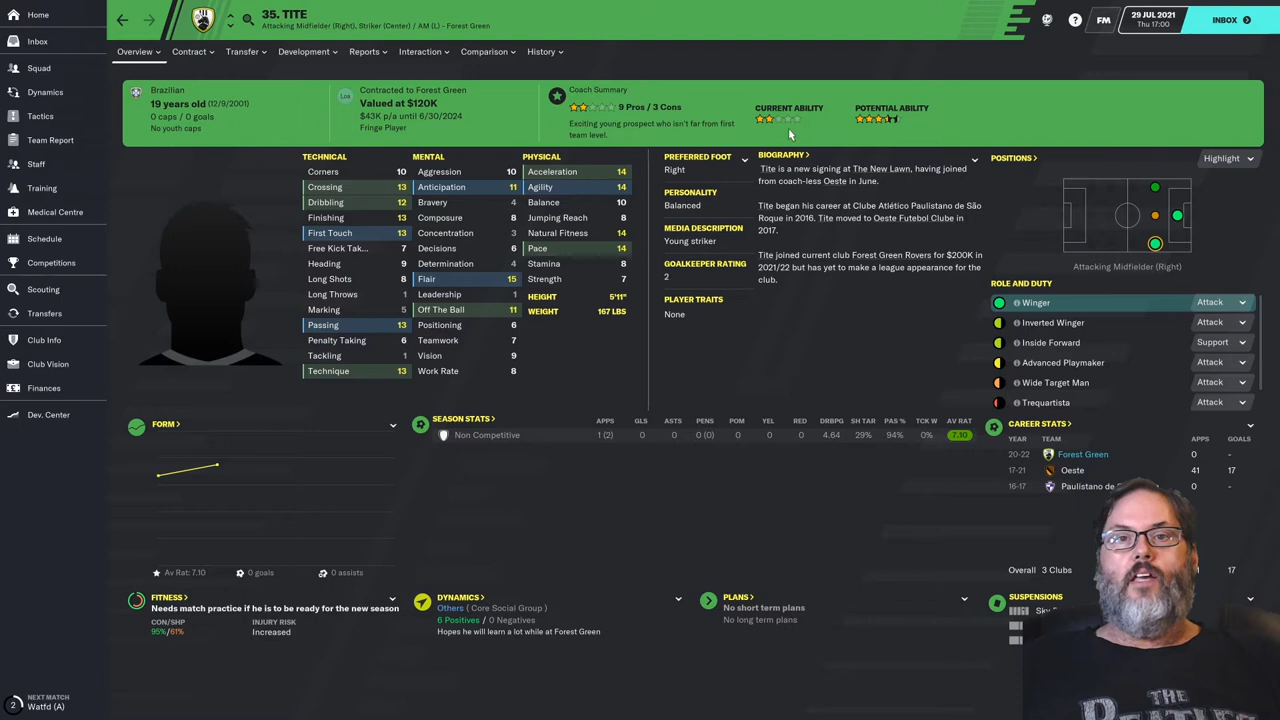 Home
Inbox
Squad
Dynamics
Tactics
Team Report
Staff
Training
Medical Centre
Schedule
Competitions
Scouting
Transfers
Club Info
Club Vision
Finances
Dev. Center
NEXT MATCH
2 Watfd (A)
35. TITE
Attacking Midfielder (Right), Striker (Center) / AM (L) - Forest Green
? FM
29 JUL 2021
Thu 17:00
INBOX
Overview Contract Transfer Development Reports Interaction Comparison History
Brazilian
19 years old (12/9/2001)
0 caps / 0 goals
No youth caps
Loa
Contracted to Forest Green
Valued at $120K
$43K p/a until 6/30/2024
Fringe Player
Coach Summary
9 Pros / 3 Cons
Exciting young prospect who isn't far from first
team level.
CURRENT ABILITY
POTENTIAL ABILITY
TECHNICAL
Corners 10
Crossing 13
Dribbling 12
Finishing 13
First Touch 13
Free Kick Tak... 7
Heading 9
Long Shots 8
Long Throws 1
Marking 5
Passing 13
Penalty Taking 6
Tackling 1
Technique 13
MENTAL
Aggression 10
Anticipation 11
Bravery 4
Composure 8
Concentration 3
Decisions 6
Determination 4
Flair 15
Leadership 1
Off The Ball 11
Positioning 6
Teamwork 7
Vision 9
Work Rate 8
PHYSICAL
Acceleration 14
Agility 14
Balance 10
Jumping Reach 8
Natural Fitness 14
Pace 14
Stamina 8
Strength 7
HEIGHT 5'11"
WEIGHT 167 LBS
PREFERRED FOOT
Right
PERSONALITY
Balanced
MEDIA DESCRIPTION
Young striker
GOALKEEPER RATING
2
PLAYER TRAITS
None
BIOGRAPHY
Tite is a new signing at The New Lawn, having joined
from coach-less Oeste in June.
Tite began his career at Clube Atlético Paulistano de São
Roque in 2016. Tite moved to Oeste Futebol Clube in
2017.
Tite joined current club Forest Green Rovers for $200K in
2021/22 but has yet to make a league appearance for the
club.
POSITIONS
Highlight
Attacking Midfielder (Right)
ROLE AND DUTY
Winger Attack
Inverted Winger Attack
Inside Forward Support
Advanced Playmaker Attack
Wide Target Man Attack
Trequartista Attack
FORM
Av Rat: 7.10 0 goals 0 assists
SEASON STATS APPS GLS ASTS PENS POM YEL RED DRBPG SH TAR PAS % TCK W AV RAT
Non Competitive 1 (2) 0 0 0 (0) 0 0 0 4.64 29% 94% 0% 7.10
CAREER STATS
YEAR TEAM APPS GOALS
20-22 Forest Green 0 -
17-21 Oeste 41 17
16-17 Paulistano de 0 -
Overall 3 Clubs 17
FITNESS
Needs match practice if he is to be ready for the new season
CON/SHP
95%/61%
INJURY RISK
Increased
DYNAMICS
Others ( Core Social Group )
6 Positives / 0 Negatives
Hopes he will learn a lot while at Forest Green
PLANS
No short term plans
No long term plans
SUSPENSIONS
THE